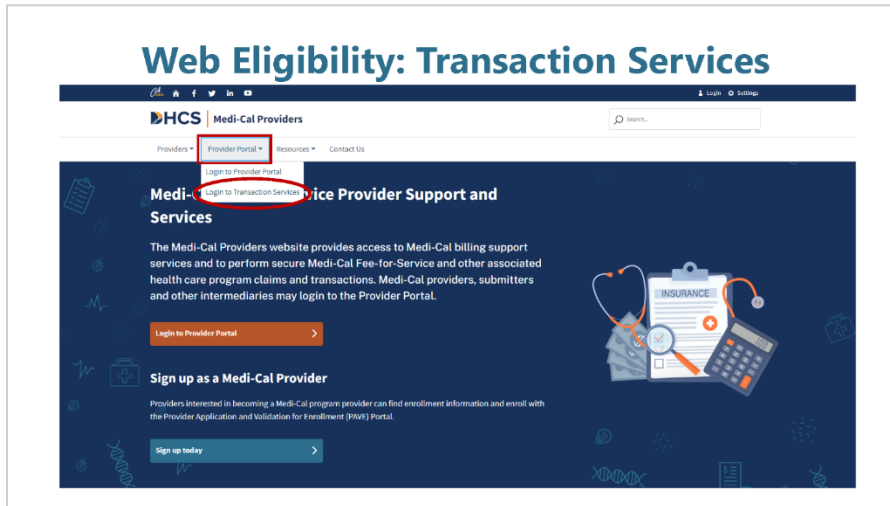 Web Eligibility: Transaction Services
Login Settings
DHCS Medi-Cal Providers
Search...
Providers Provider Portal Resources Contact Us
Login to Provider Portal
Login to Transaction Services
Medi- vice Provider Support and
Services
The Medi-Cal Providers website provides access to Medi-Cal billing support
services and to perform secure Medi-Cal Fee-for-Service and other associated
health care program claims and transactions. Medi-Cal providers, submitters
and other intermediaries may login to the Provider Portal.
INSURANCE
Login to Provider Portal
Sign up as a Medi-Cal Provider
Providers interested in becoming a Medi-Cal program provider can find enrollment information and enroll with
the Provider Application and Validation for Enrollment (PAVE) Portal.
Sign up today